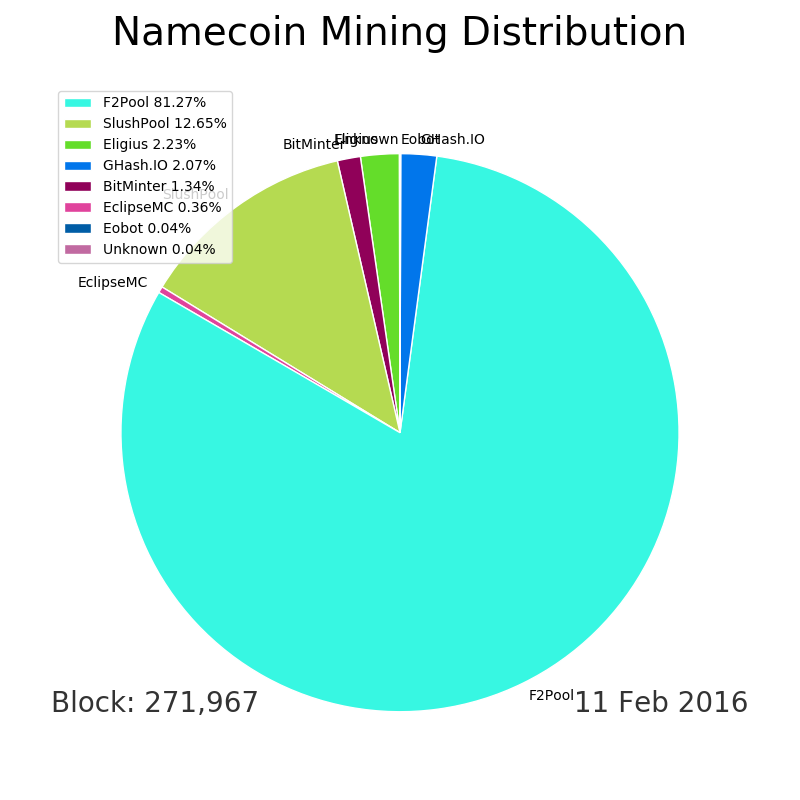 Namecoin Mining Distribution
F2Pool 81.27%
SlushPool 12.65%
Eligius 2.23%
GHash.IO 2.07%
BitMinter 1.34%
EclipseMC 0.36%
Eobot 0.04%
Unknown 0.04%
BitMinter
Eligius
Unknown
Eobot
GHash.IO
SlushPool
EclipseMC
F2Pool
Block: 271,967
11 Feb 2016